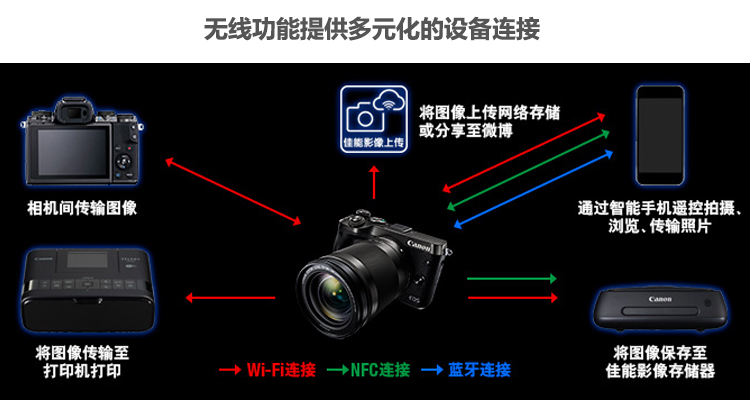 无线功能提供多元化的设备连接
佳能影像上传
将图像上传网络存储
或分享至微博
相机间传输图像
通过智能手机遥控拍摄、
浏览、传输照片
Canon
EOS
Canon
SELPHY
将图像传输至
打印机打印
Canon
将图像保存至
佳能影像存储器
Wi-Fi连接
NFC连接
蓝牙连接